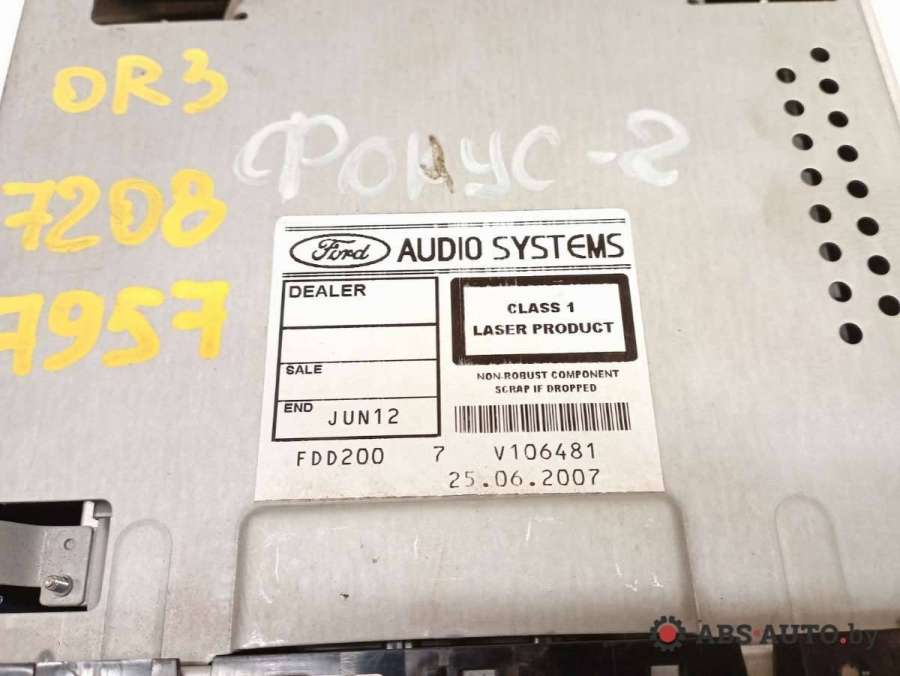 OR3
Фокус-2
7208
7957
Ford AUDIO SYSTEMS
DEALER
SALE
END JUN12
CLASS 1
LASER PRODUCT
NON-ROBUST COMPONENT
SCRAP IF DROPPED
FDD200 7 V106481
25.06.2007
ABS-AUTO.by